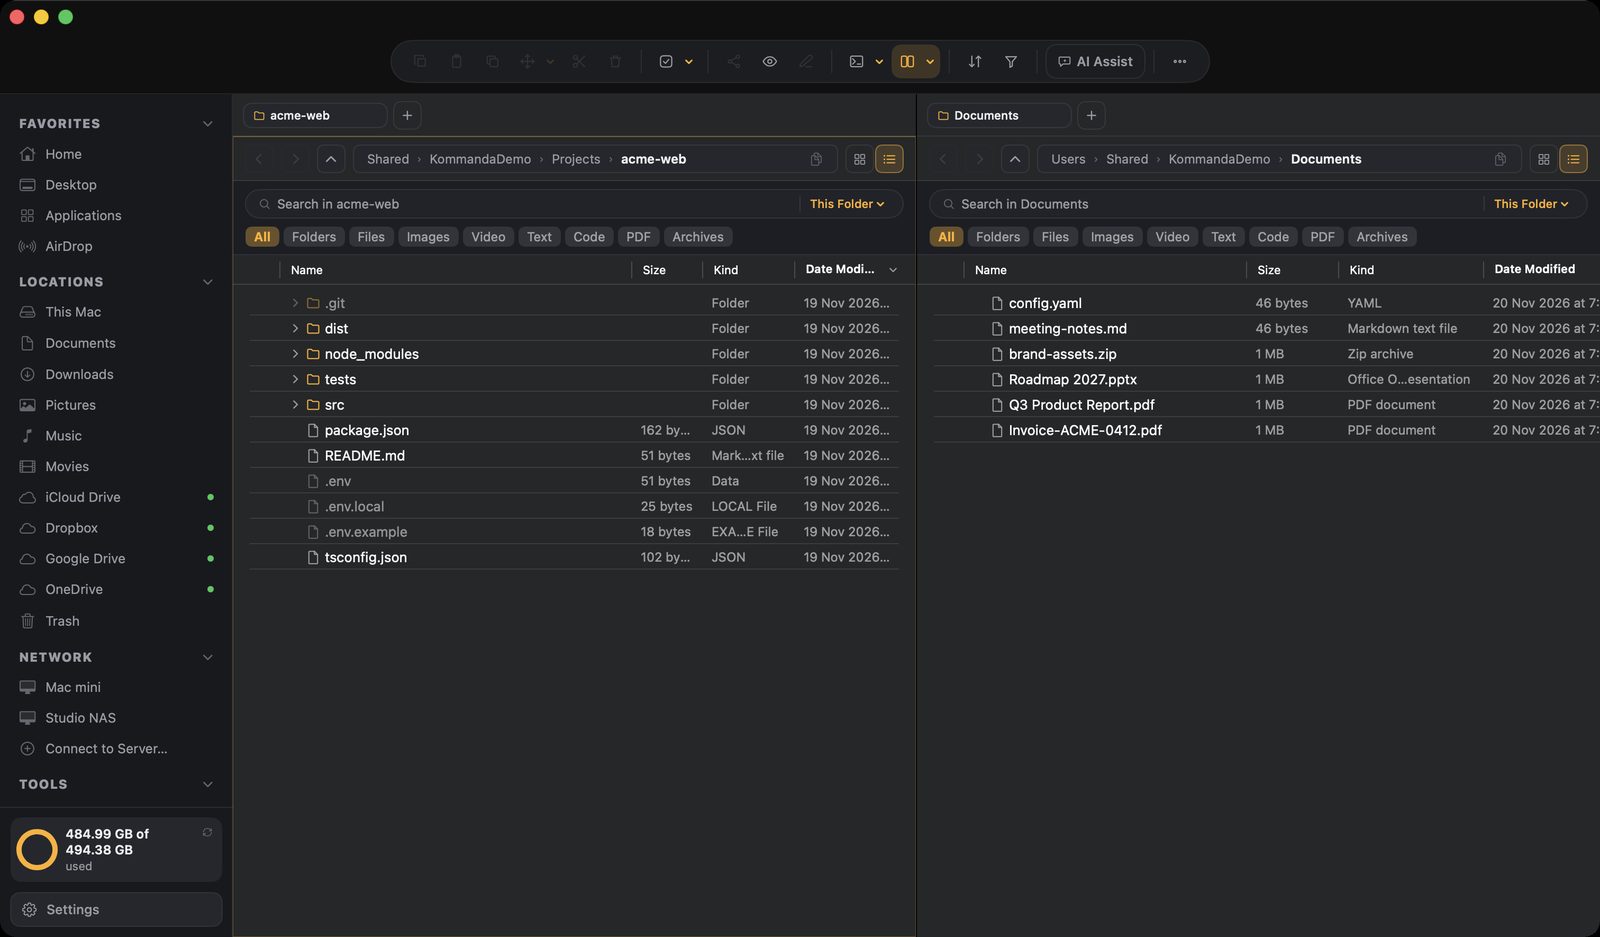 AI Assist
FAVORITES
Home
Desktop
Applications
AirDrop
LOCATIONS
This Mac
Documents
Downloads
Pictures
Music
Movies
iCloud Drive
Dropbox
Google Drive
OneDrive
Trash
NETWORK
Mac mini
Studio NAS
Connect to Server...
TOOLS
484.99 GB of
494.38 GB
used
Settings
acme-web
Shared › KommandaDemo › Projects › acme-web
Search in acme-web This Folder
All Folders Files Images Video Text Code PDF Archives
Name Size Kind Date Modi...
.git Folder 19 Nov 2026...
dist Folder 19 Nov 2026...
node_modules Folder 19 Nov 2026...
tests Folder 19 Nov 2026...
src Folder 19 Nov 2026...
package.json 162 by... JSON 19 Nov 2026...
README.md 51 bytes Mark...xt file 19 Nov 2026...
.env 51 bytes Data 19 Nov 2026...
.env.local 25 bytes LOCAL File 19 Nov 2026...
.env.example 18 bytes EXA...E File 19 Nov 2026...
tsconfig.json 102 by... JSON 19 Nov 2026...
Documents
Users › Shared › KommandaDemo › Documents
Search in Documents This Folder
All Folders Files Images Video Text Code PDF Archives
Name Size Kind Date Modified
config.yaml 46 bytes YAML 20 Nov 2026 at 7:
meeting-notes.md 46 bytes Markdown text file 20 Nov 2026 at 7:
brand-assets.zip 1 MB Zip archive 20 Nov 2026 at 7:
Roadmap 2027.pptx 1 MB Office O...esentation 20 Nov 2026 at 7:
Q3 Product Report.pdf 1 MB PDF document 20 Nov 2026 at 7:
Invoice-ACME-0412.pdf 1 MB PDF document 20 Nov 2026 at 7: